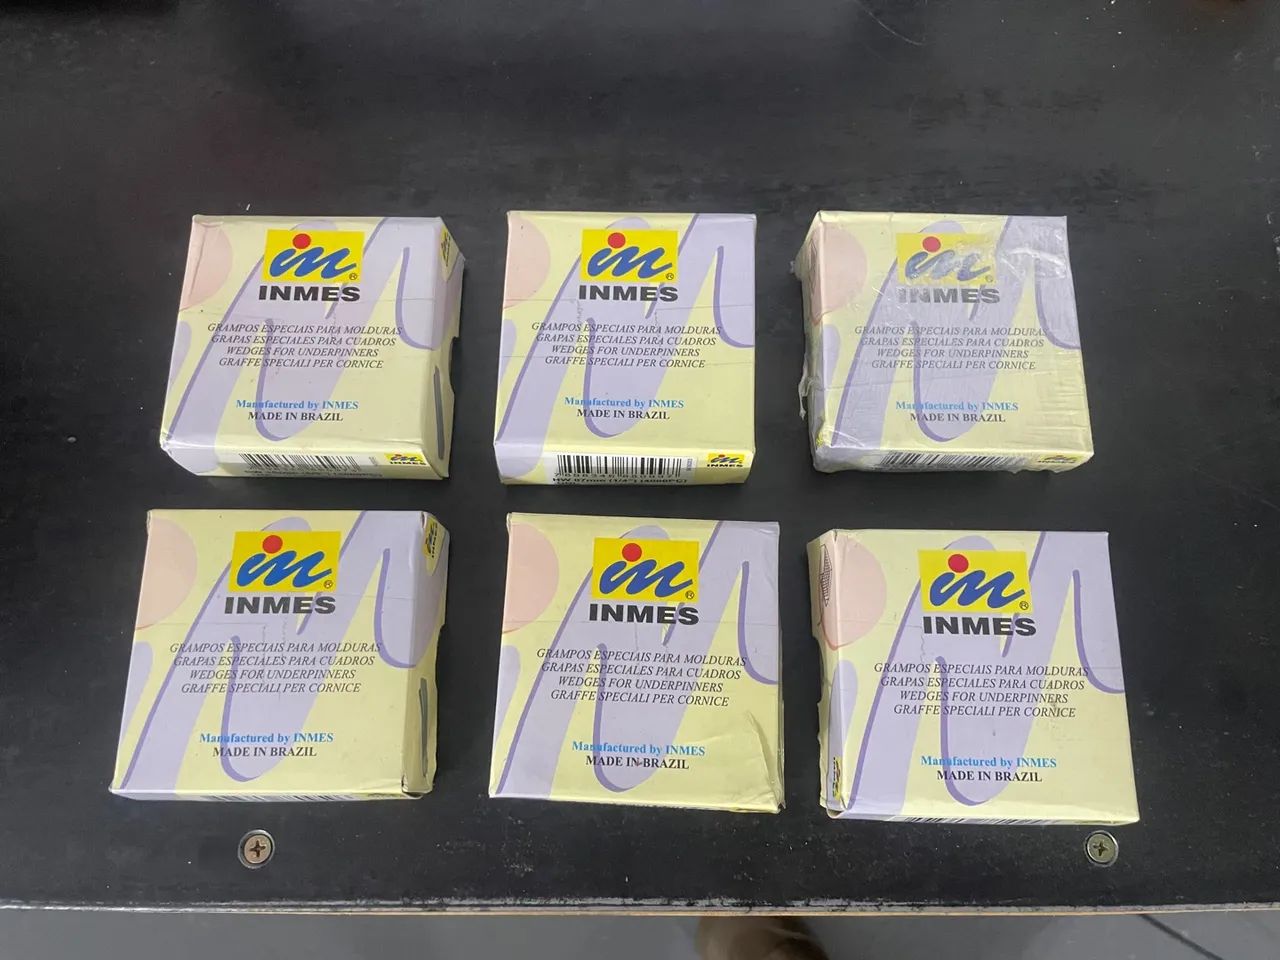 in
®
INMES
GRAMPOS ESPECIAIS PARA MOLDURAS
GRAPAS ESPECIALES PARA CUADROS
WEDGES FOR UNDERPINNERS
GRAFFE SPECIALI PER CORNICE
Manufactured by INMES
MADE IN BRAZIL
INMES
in
®
INMES
GRAMPOS ESPECIAIS PARA MOLDURAS
GRAPAS ESPECIALES PARA CUADROS
WEDGES FOR UNDERPINNERS
GRAFFE SPECIALI PER CORNICE
Manufactured by INMES
MADE IN BRAZIL
INMES
HW 07mm (1/4") (4000PC)
in
INMES
GRAMPOS ESPECIAIS PARA MOLDURAS
GRAPAS ESPECIALES PARA CUADROS
WEDGES FOR UNDERPINNERS
GRAFFE SPECIALI PER CORNICE
Manufactured by INMES
MADE IN BRAZIL
in
®
INMES
GRAMPOS ESPECIAIS PARA MOLDURAS
GRAPAS ESPECIALES PARA CUADROS
WEDGES FOR UNDERPINNERS
GRAFFE SPECIALI PER CORNICE
Manufactured by INMES
MADE IN BRAZIL
in
®
INMES
GRAMPOS ESPECIAIS PARA MOLDURAS
GRAPAS ESPECIALES PARA CUADROS
WEDGES FOR UNDERPINNERS
GRAFFE SPECIALI PER CORNICE
Manufactured by INMES
MADE IN BRAZIL
in
®
INMES
GRAMPOS ESPECIAIS PARA MOLDURAS
GRAPAS ESPECIALES PARA CUADROS
WEDGES FOR UNDERPINNERS
GRAFFE SPECIALI PER CORNICE
Manufactured by INMES
MADE IN BRAZIL